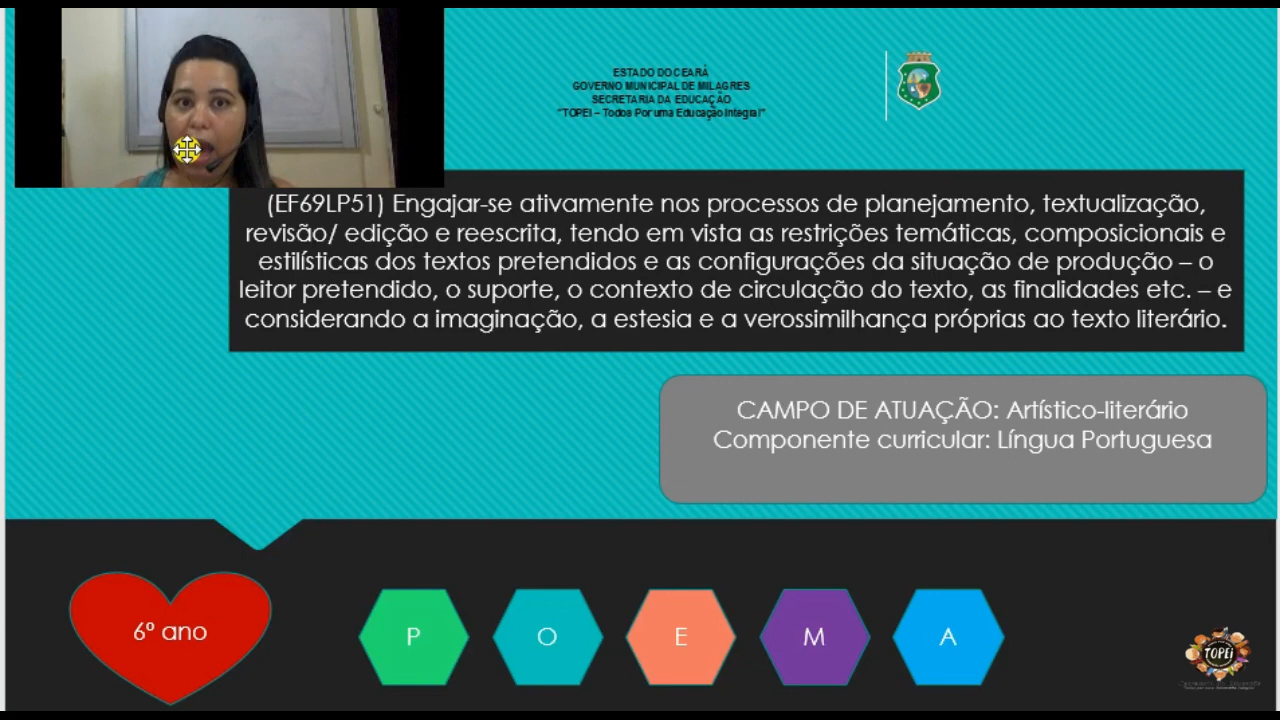 ESTADO DO CEARÁ
GOVERNO MUNICIPAL DE MILAGRES
SECRETARIA DA EDUCAÇÃO
"TOPEI – Todos Por uma Educação Integral"
(EF69LP51) Engajar-se ativamente nos processos de planejamento, textualização,
revisão/ edição e reescrita, tendo em vista as restrições temáticas, composicionais e
estilísticas dos textos pretendidos e as configurações da situação de produção – o
leitor pretendido, o suporte, o contexto de circulação do texto, as finalidades etc. – e
considerando a imaginação, a estesia e a verossimilhança próprias ao texto literário.
CAMPO DE ATUAÇÃO: Artístico-literário
Componente curricular: Língua Portuguesa
6º ano
P O E M A
TOPEI